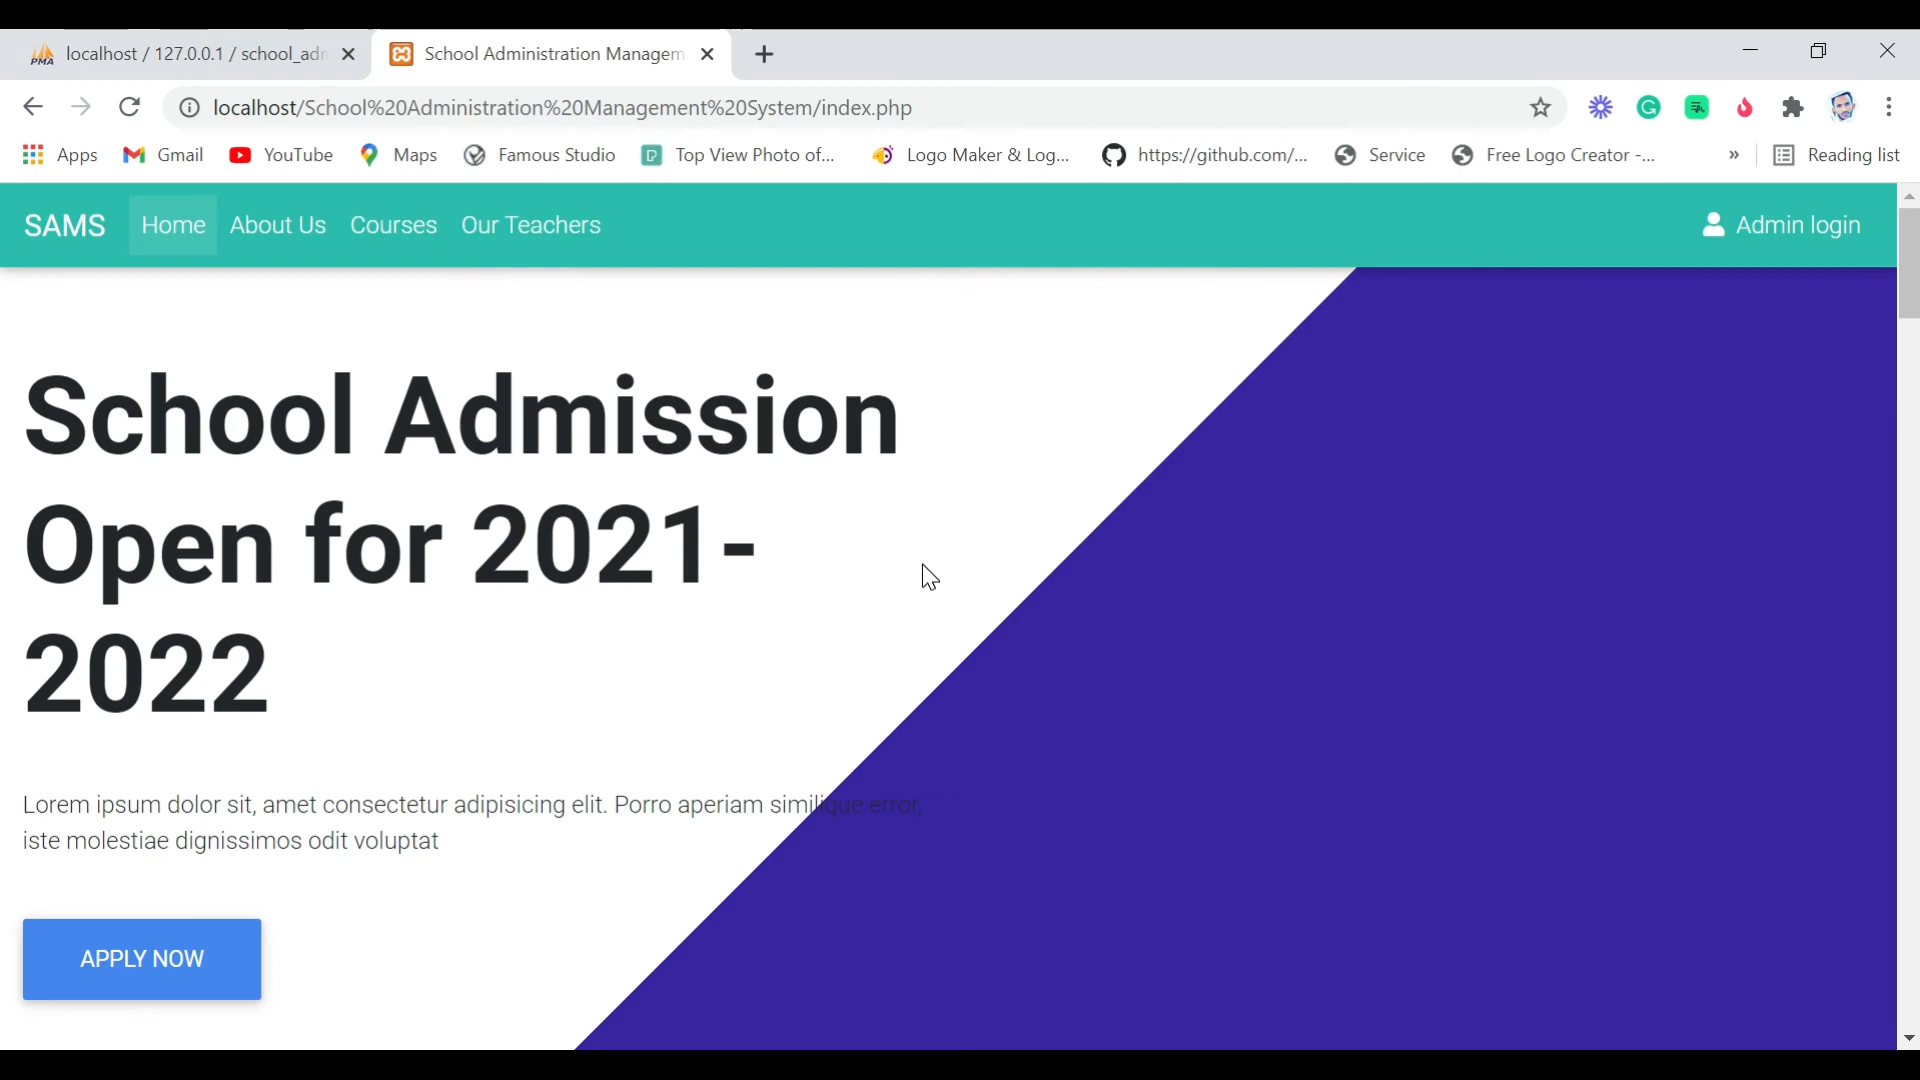 PMA localhost / 127.0.0.1 / school_adm
School Administration Managem
localhost/School%20Administration%20Management%20System/index.php
Apps Gmail YouTube Maps Famous Studio Top View Photo of... Logo Maker & Log... https://github.com/... Service Free Logo Creator -... » Reading list
SAMS Home About Us Courses Our Teachers Admin login
School Admission
Open for 2021-
2022
Lorem ipsum dolor sit, amet consectetur adipisicing elit. Porro aperiam similique error,
iste molestiae dignissimos odit voluptat
APPLY NOW